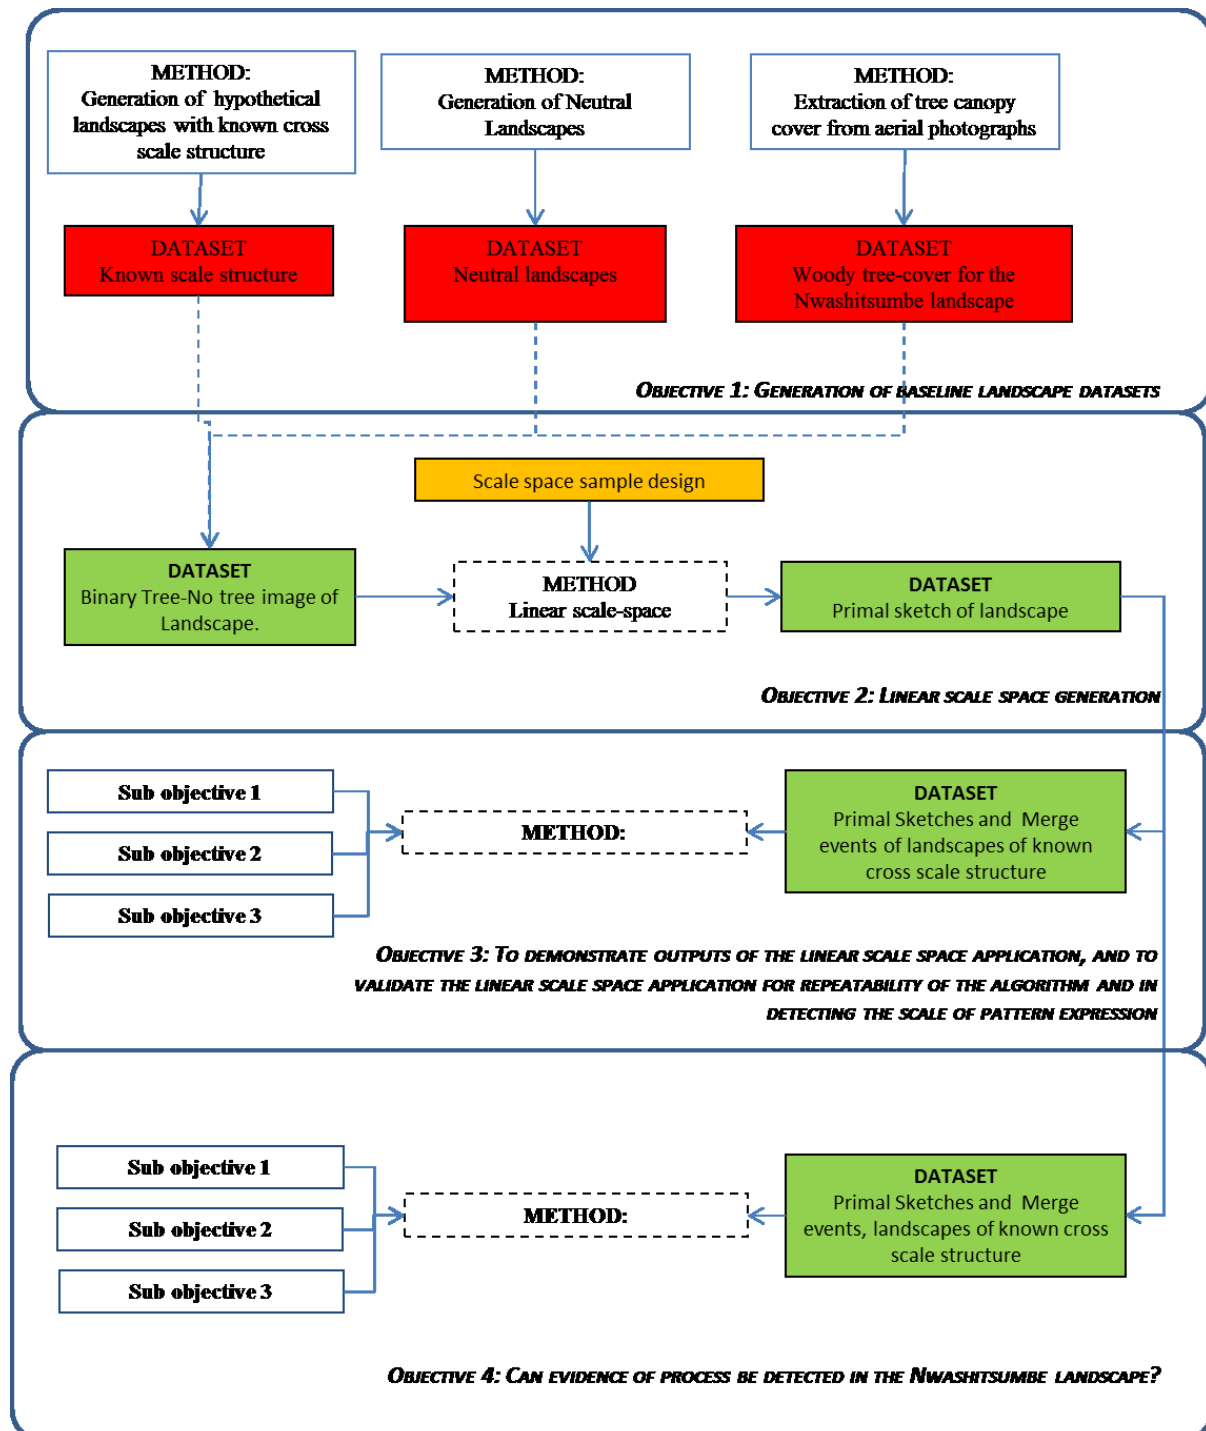 METHOD:
Generation of hypothetical
landscapes with known cross
scale structure
METHOD:
Generation of Neutral
Landscapes
METHOD:
Extraction of tree canopy
cover from aerial photographs
DATASET
Known scale structure
DATASET
Neutral landscapes
DATASET
Woody tree-cover for the
Nwashitsumbe landscape
OBJECTIVE 1: GENERATION OF BASELINE LANDSCAPE DATASETS
Scale space sample design
DATASET
Binary Tree-No tree image of
Landscape.
METHOD
Linear scale-space
DATASET
Primal sketch of landscape
OBJECTIVE 2: LINEAR SCALE SPACE GENERATION
Sub objective 1
Sub objective 2
Sub objective 3
METHOD:
DATASET
Primal Sketches and Merge
events of landscapes of known
cross scale structure
OBJECTIVE 3: TO DEMONSTRATE OUTPUTS OF THE LINEAR SCALE SPACE APPLICATION, AND TO
VALIDATE THE LINEAR SCALE SPACE APPLICATION FOR REPEATABILITY OF THE ALGORITHM AND IN
DETECTING THE SCALE OF PATTERN EXPRESSION
Sub objective 1
Sub objective 2
Sub objective 3
METHOD:
DATASET
Primal Sketches and Merge
events, landscapes of known cross
scale structure
OBJECTIVE 4: CAN EVIDENCE OF PROCESS BE DETECTED IN THE NWASHITSUMBE LANDSCAPE?